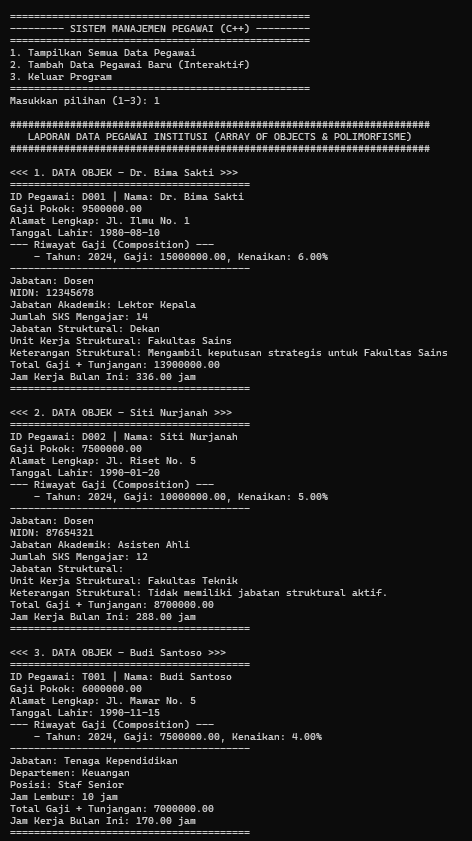 ==================================================
--------- SISTEM MANAJEMEN PEGAWAI (C++) ---------
==================================================
1. Tampilkan Semua Data Pegawai
2. Tambah Data Pegawai Baru (Interaktif)
3. Keluar Program
==================================================
Masukkan pilihan (1-3): 1

######################################################################
   LAPORAN DATA PEGAWAI INSTITUSI (ARRAY OF OBJECTS & POLIMORFISME)
######################################################################

<<< 1. DATA OBJEK - Dr. Bima Sakti >>>
========================================
ID Pegawai: D001 | Nama: Dr. Bima Sakti
Gaji Pokok: 9500000.00
Alamat Lengkap: Jl. Ilmu No. 1
Tanggal Lahir: 1980-08-10
--- Riwayat Gaji (Composition) ---
    - Tahun: 2024, Gaji: 15000000.00, Kenaikan: 6.00%
----------------------------------------
Jabatan: Dosen
NIDN: 12345678
Jabatan Akademik: Lektor Kepala
Jumlah SKS Mengajar: 14
Jabatan Struktural: Dekan
Unit Kerja Struktural: Fakultas Sains
Keterangan Struktural: Mengambil keputusan strategis untuk Fakultas Sains
Total Gaji + Tunjangan: 13900000.00
Jam Kerja Bulan Ini: 336.00 jam
========================================

<<< 2. DATA OBJEK - Siti Nurjanah >>>
========================================
ID Pegawai: D002 | Nama: Siti Nurjanah
Gaji Pokok: 7500000.00
Alamat Lengkap: Jl. Riset No. 5
Tanggal Lahir: 1990-01-20
--- Riwayat Gaji (Composition) ---
    - Tahun: 2024, Gaji: 10000000.00, Kenaikan: 5.00%
----------------------------------------
Jabatan: Dosen
NIDN: 87654321
Jabatan Akademik: Asisten Ahli
Jumlah SKS Mengajar: 12
Jabatan Struktural:
Unit Kerja Struktural: Fakultas Teknik
Keterangan Struktural: Tidak memiliki jabatan struktural aktif.
Total Gaji + Tunjangan: 8700000.00
Jam Kerja Bulan Ini: 288.00 jam
========================================

<<< 3. DATA OBJEK - Budi Santoso >>>
========================================
ID Pegawai: T001 | Nama: Budi Santoso
Gaji Pokok: 6000000.00
Alamat Lengkap: Jl. Mawar No. 5
Tanggal Lahir: 1990-11-15
--- Riwayat Gaji (Composition) ---
    - Tahun: 2024, Gaji: 7500000.00, Kenaikan: 4.00%
----------------------------------------
Jabatan: Tenaga Kependidikan
Departemen: Keuangan
Posisi: Staf Senior
Jam Lembur: 10 jam
Total Gaji + Tunjangan: 7000000.00
Jam Kerja Bulan Ini: 170.00 jam
========================================